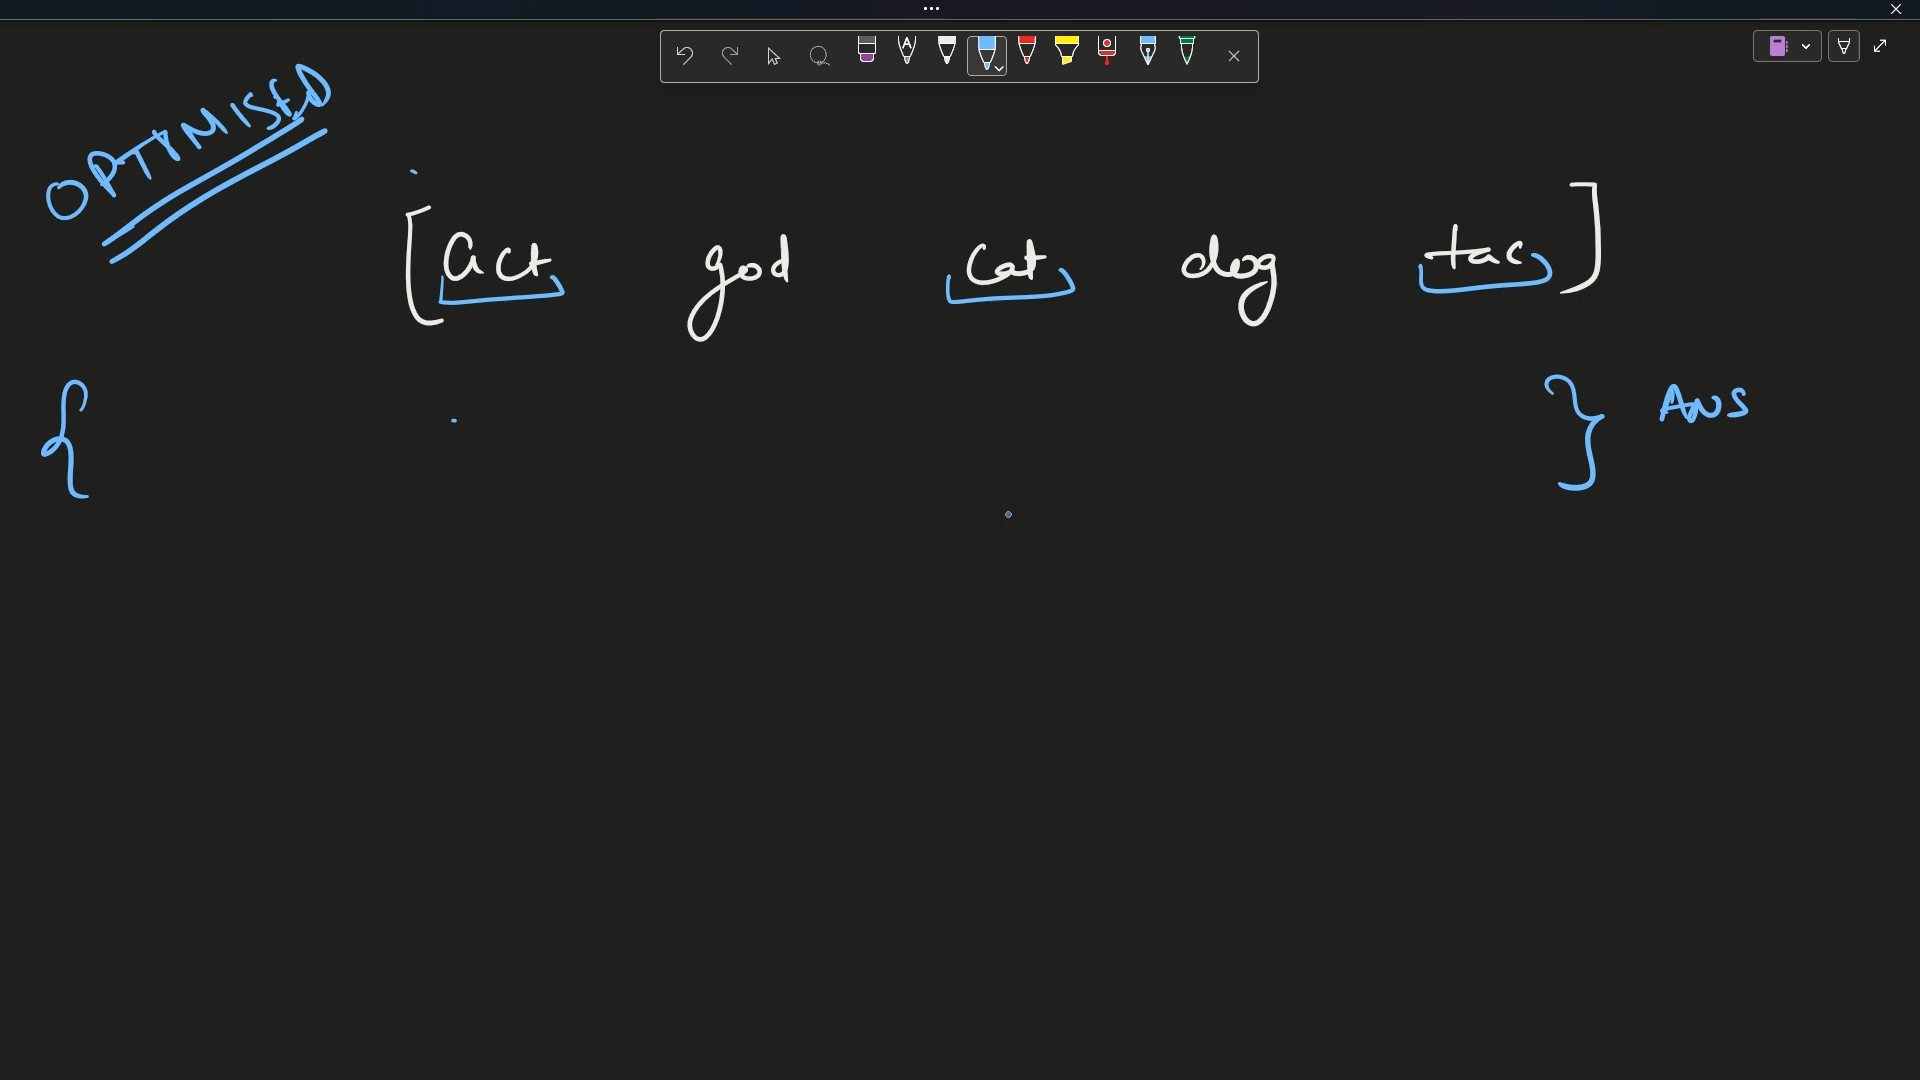 OPTIMISED
[act god cat dog tac]
{ } Ans